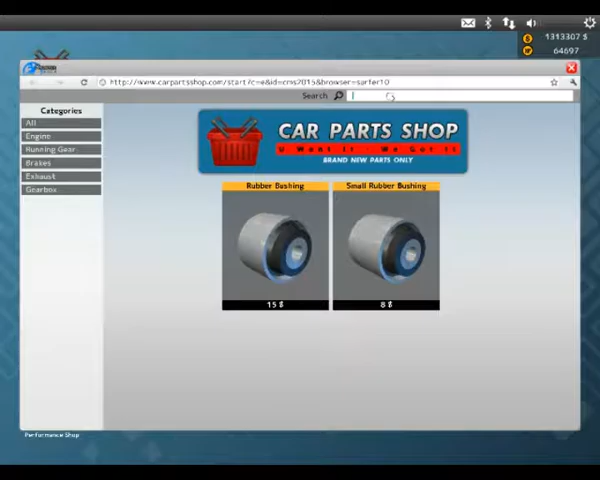 1313307 $
64697
http://www.carpartsshop.com/start?c=e&id=cms2015&browser=sarfer10
Search
Categories
All
Engine
Running Gear
Brakes
Exhaust
Gearbox
CAR PARTS SHOP
U Want It - We Got It
BRAND NEW PARTS ONLY
Rubber Bushing
Small Rubber Bushing
15 $
8 $
Performance Shop